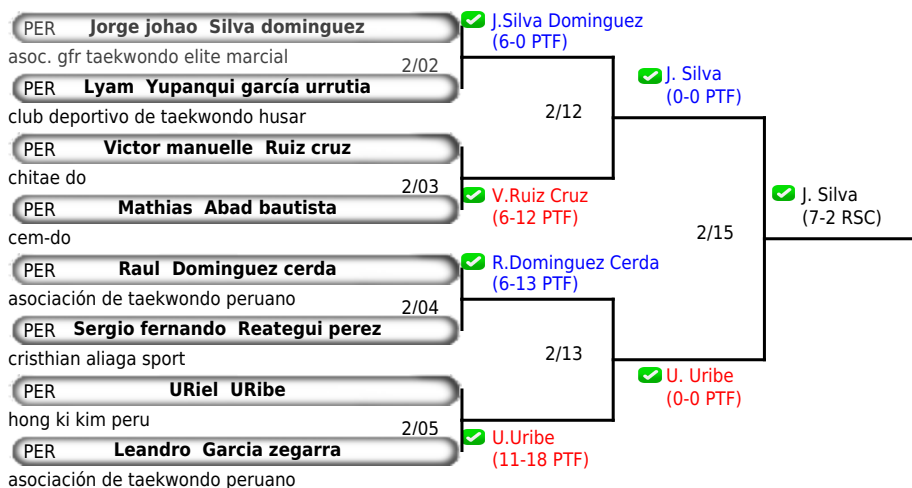 PER Jorge johao Silva dominguez
asoc. gfr taekwondo elite marcial
2/02
PER Lyam Yupanqui garcía urrutia
club deportivo de taekwondo husar
PER Victor manuelle Ruiz cruz
chitae do
2/03
PER Mathias Abad bautista
cem-do
PER Raul Dominguez cerda
asociación de taekwondo peruano
2/04
PER Sergio fernando Reategui perez
cristhian aliaga sport
PER URiel URibe
hong ki kim peru
2/05
PER Leandro Garcia zegarra
asociación de taekwondo peruano
J.Silva Dominguez
(6-0 PTF)
2/12
V.Ruiz Cruz
(6-12 PTF)
R.Dominguez Cerda
(6-13 PTF)
2/13
U.Uribe
(11-18 PTF)
J. Silva
(0-0 PTF)
2/15
U. Uribe
(0-0 PTF)
J. Silva
(7-2 RSC)